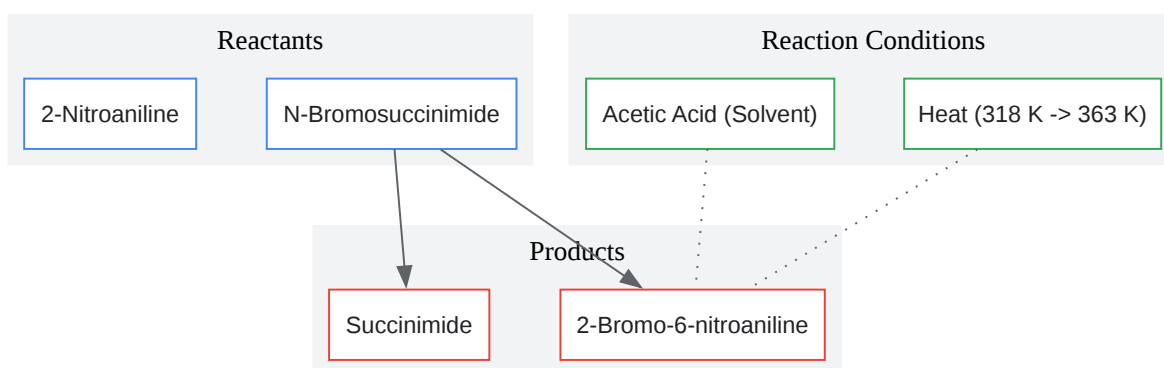 Reactants
2-Nitroaniline
N-Bromosuccinimide
Reaction Conditions
Acetic Acid (Solvent)
Heat (318 K -> 363 K)
Products
Succinimide
2-Bromo-6-nitroaniline